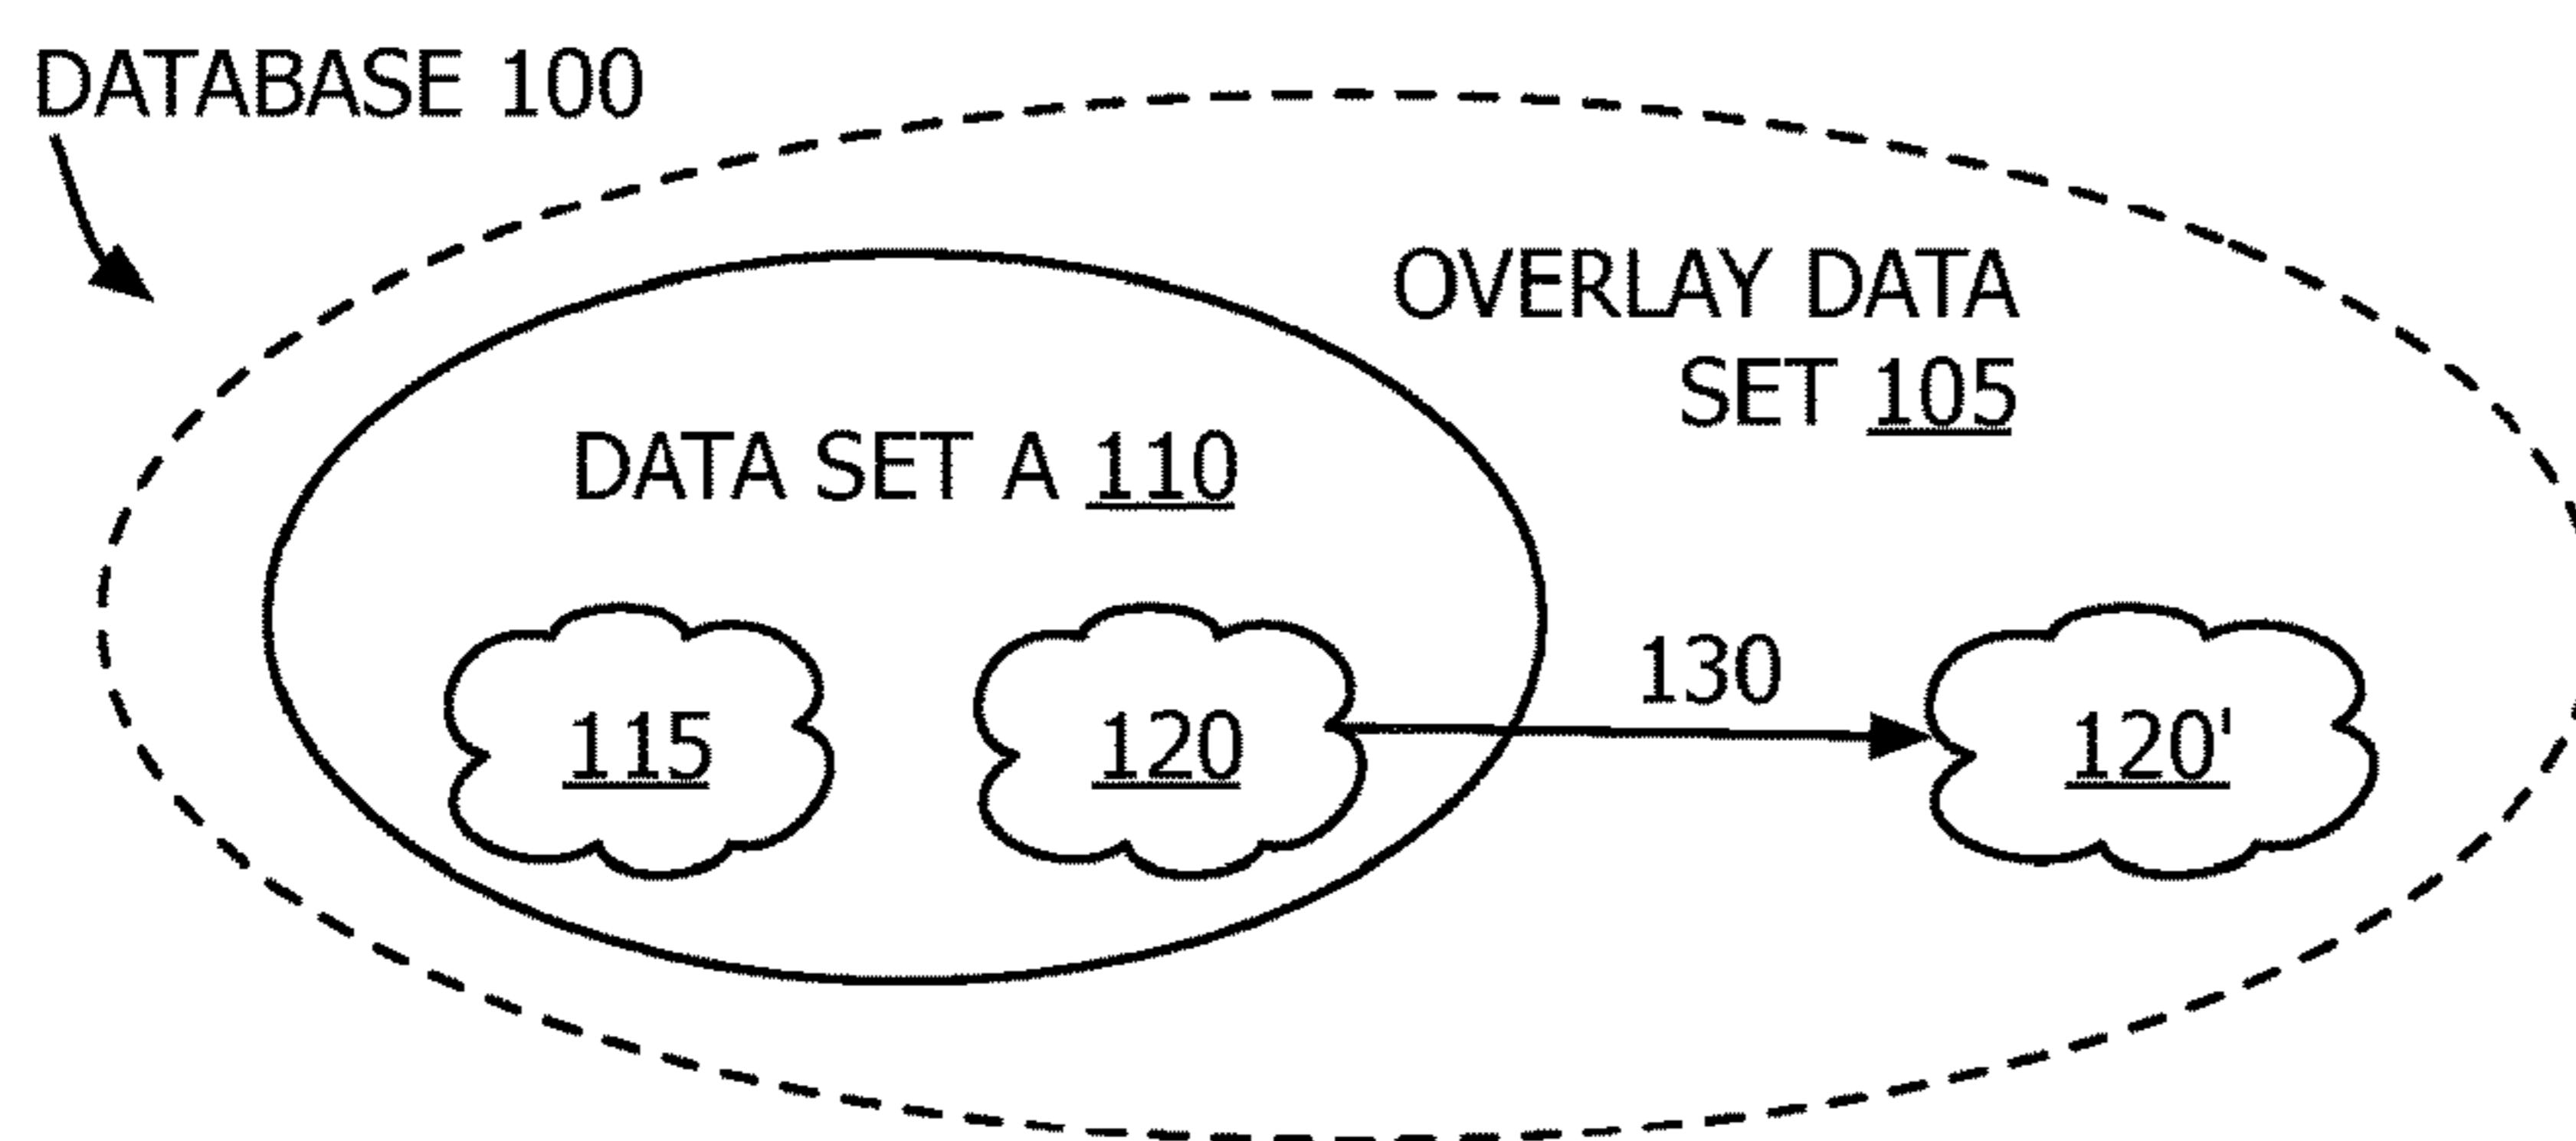 DATABASE 100
OVERLAY DATA
SET 105
DATA SET A 110
130
115
120
120'